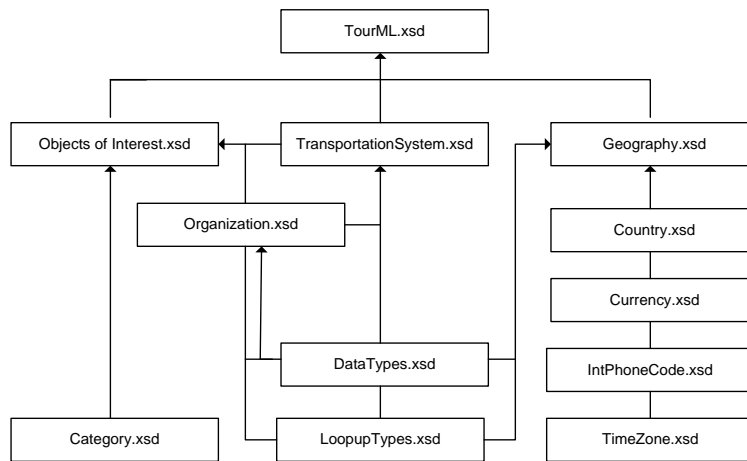 TourML.xsd
Objects of Interest.xsd
TransportationSystem.xsd
Geography.xsd
Organization.xsd
Country.xsd
Currency.xsd
DataTypes.xsd
IntPhoneCode.xsd
Category.xsd
LoopupTypes.xsd
TimeZone.xsd